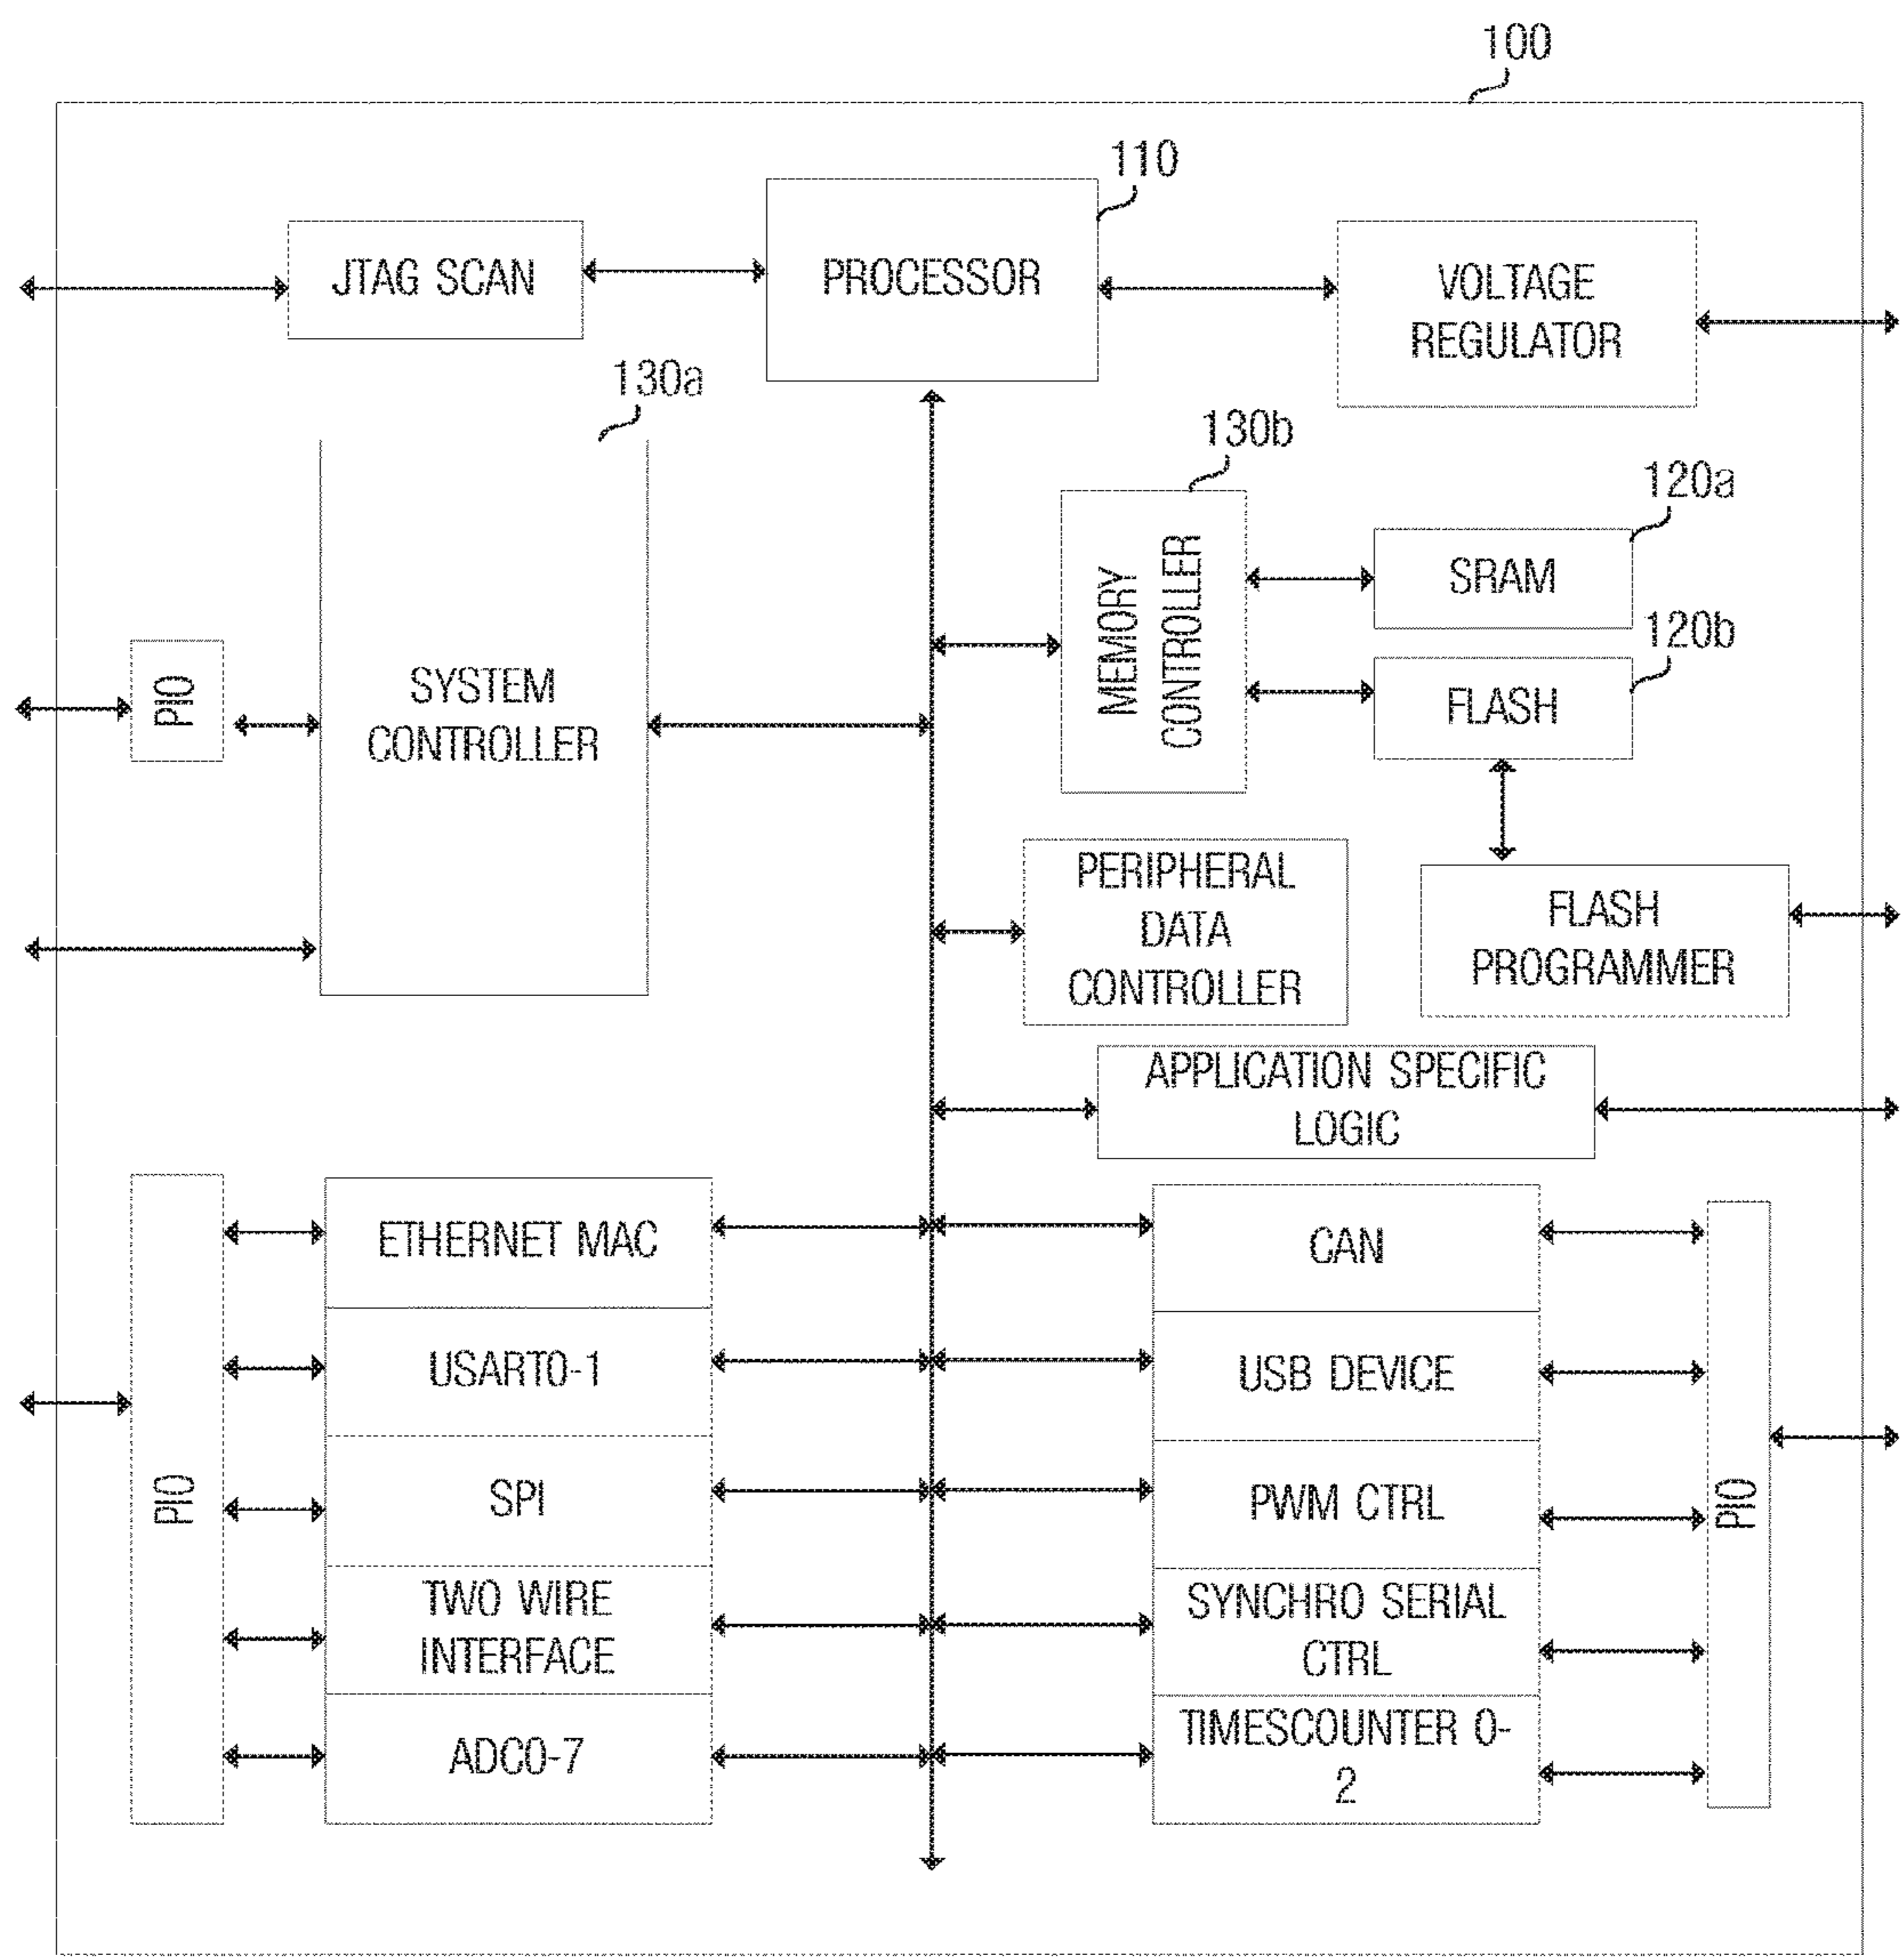 100
110
JTAG SCAN
PROCESSOR
VOLTAGE
REGULATOR
130a
130b
120a
SRAM
MEMORY
CONTROLLER
120b
FLASH
PIO
SYSTEM
CONTROLLER
PERIPHERAL
DATA
CONTROLLER
FLASH
PROGRAMMER
APPLICATION SPECIFIC
LOGIC
PIO
ETHERNET MAC
USART0-1
SPI
TWO WIRE
INTERFACE
ADC0-7
CAN
USB DEVICE
PWM CTRL
SYNCHRO SERIAL
CTRL
TIMESCOUNTER 0-
2
PIO